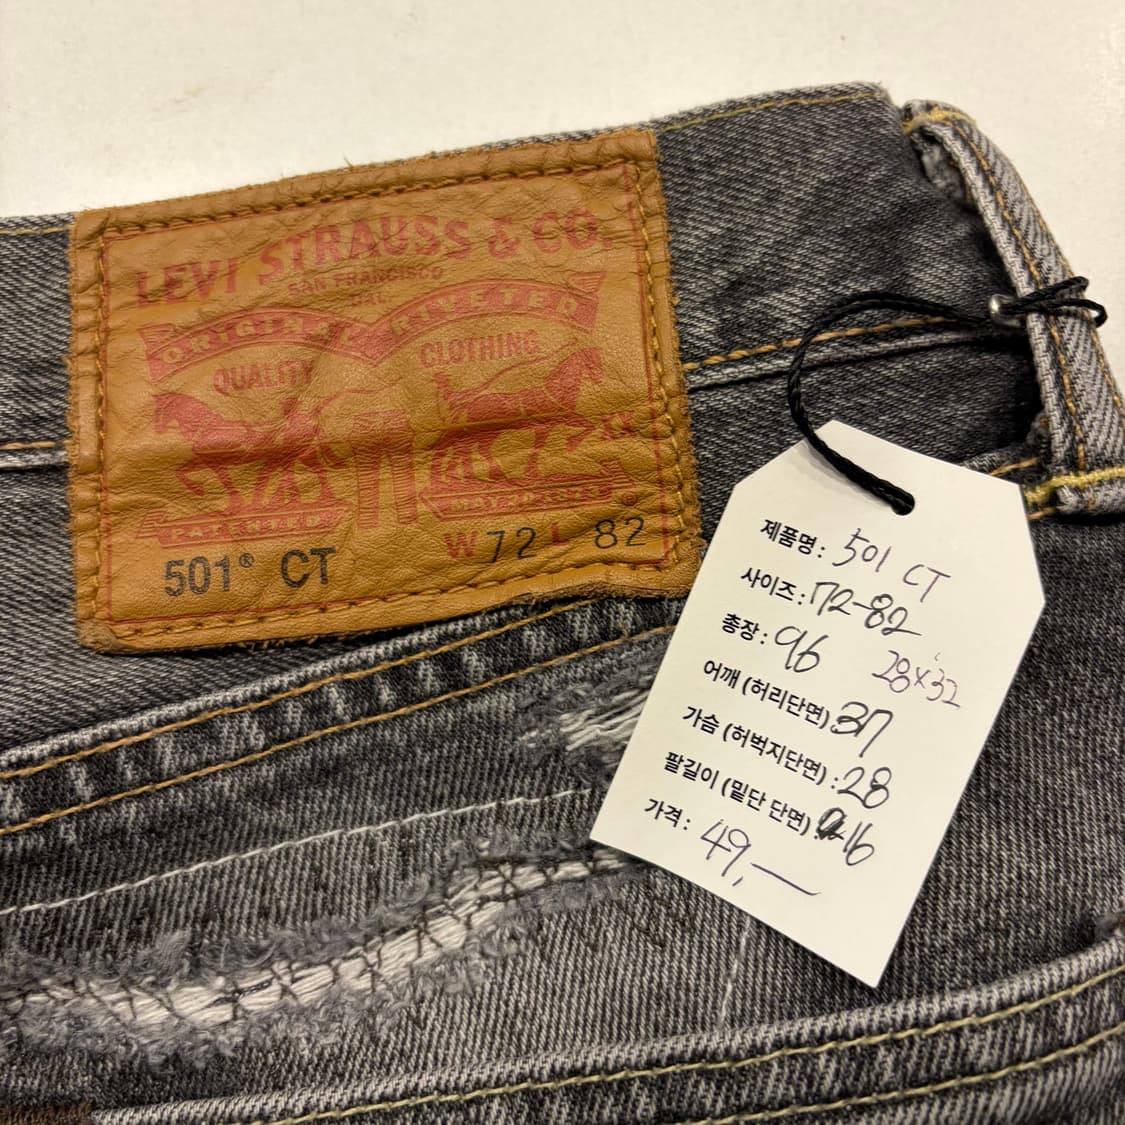 LEVI STRAUSS & CO.
SAN FRANCISCO
CAL.
ORIGINAL RIVETED
QUALITY CLOTHING
XX
PATENTED
501® CT W 72 L 82
제품명: 501 CT
사이즈: 72-82
총장: 96 28x32
어깨 (허리단면) 37
가슴 (허벅지단면): 28
팔길이 (밑단 단면): 16
가격: 49,—